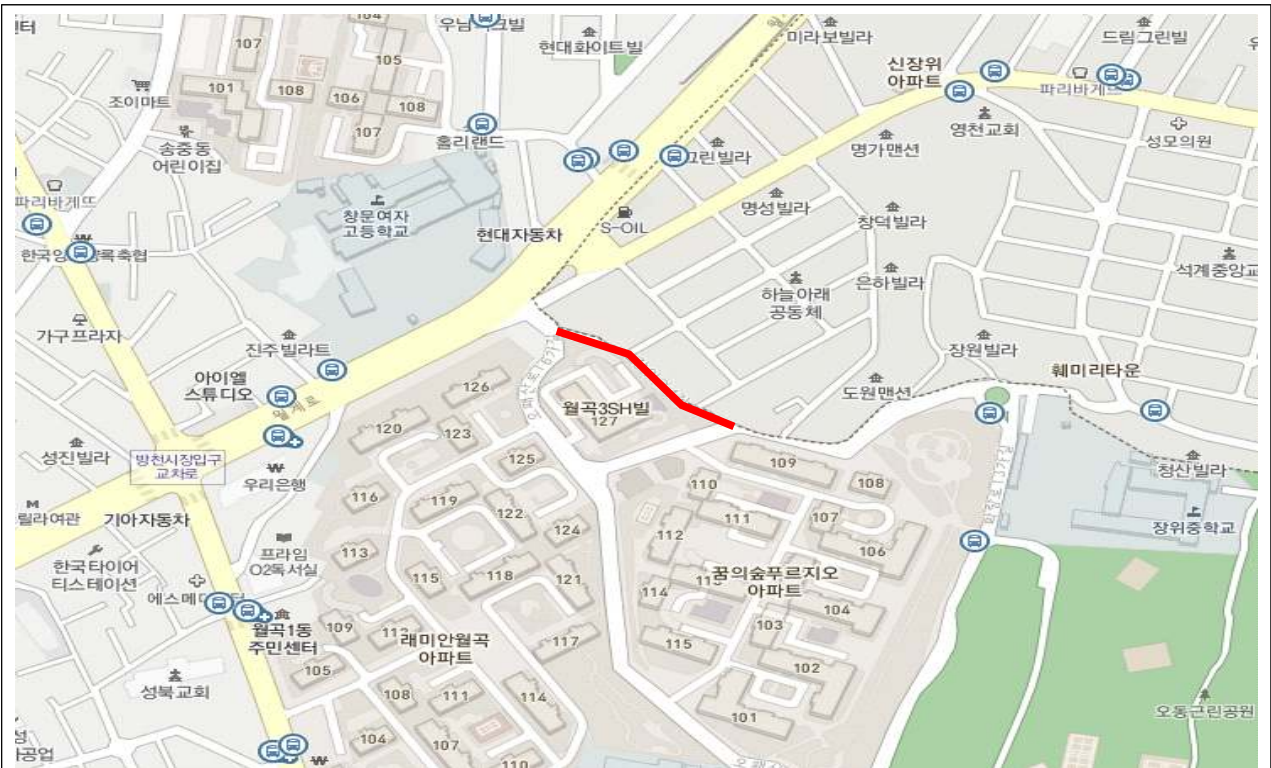 104
107
105
101
108
106
108
107
조이마트
송중동
어린이집
현대화이트빌
미라보빌라
드림그린빌
신장위
아파트
파리바게뜨
영천교회
성모의원
홈리랜드
그린빌라
명가맨션
파리바게뜨
창문여자
고등학교
현대자동차
S-OIL
명성빌라
창덕빌라
석계중앙교
하늘아래
공동체
은하빌라
가구프라자
진주빌라트
장원빌라
아이엘
스튜디오
월계로
126
월곡3SH빌
127
도원맨션
훼미리타운
120
123
125
성진빌라
방천시장입구
교차로
우리은행
109
108
청산빌라
110
116
119
122
124
111
107
릴라여관
기아자동차
장위중학교
112
106
한국타이어
티스테이션
프라임
O2독서실
113
118
115
121
꿈의숲푸르지오
아파트
114
104
월곡1동
주민센터
109
래미안월곡
아파트
117
115
103
105
102
성북교회
108
111
114
101
오동근린공원
104
107
110
가공업